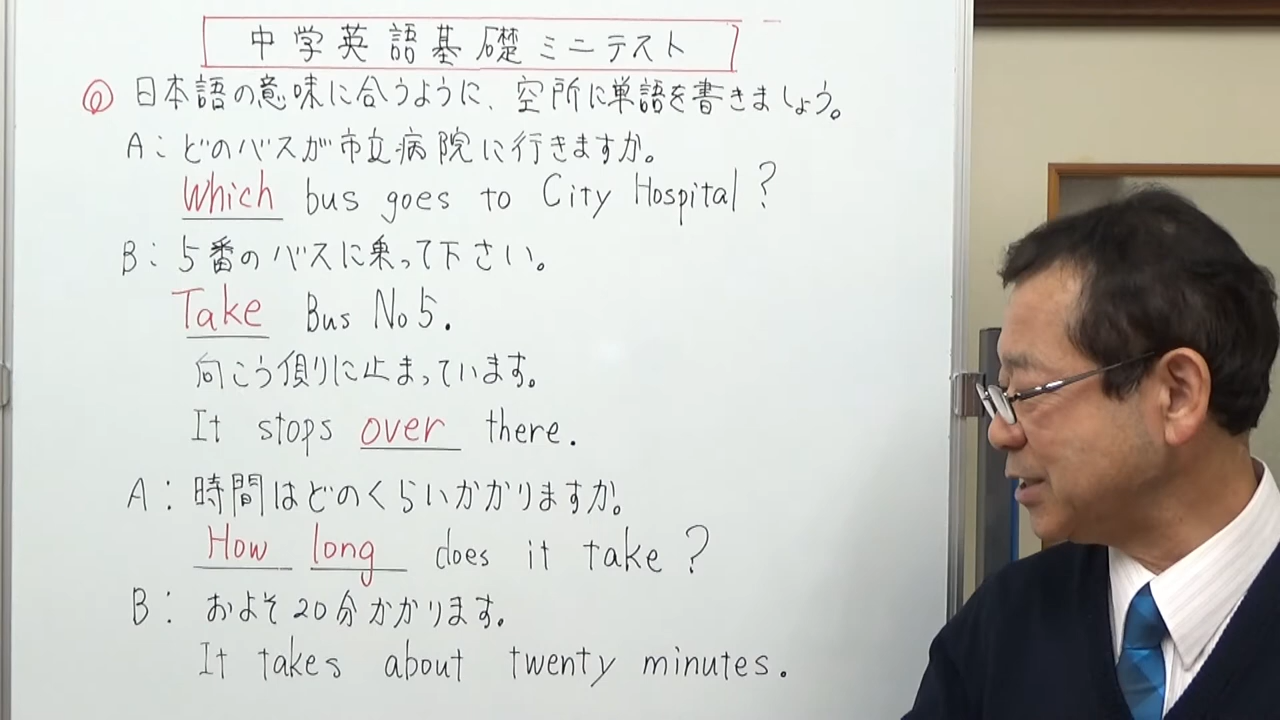 中学英語基礎ミニテスト
Q 日本語の意味に合うように、空所に単語を書きましょう。
A：どのバスが市立病院に行きますか。
Which bus goes to City Hospital?
B：5番のバスに乗って下さい。
Take Bus No5.
向こう側に止まっています。
It stops over there.
A：時間はどのくらいかかりますか。
How long does it take?
B：およそ20分かかります。
It takes about twenty minutes.